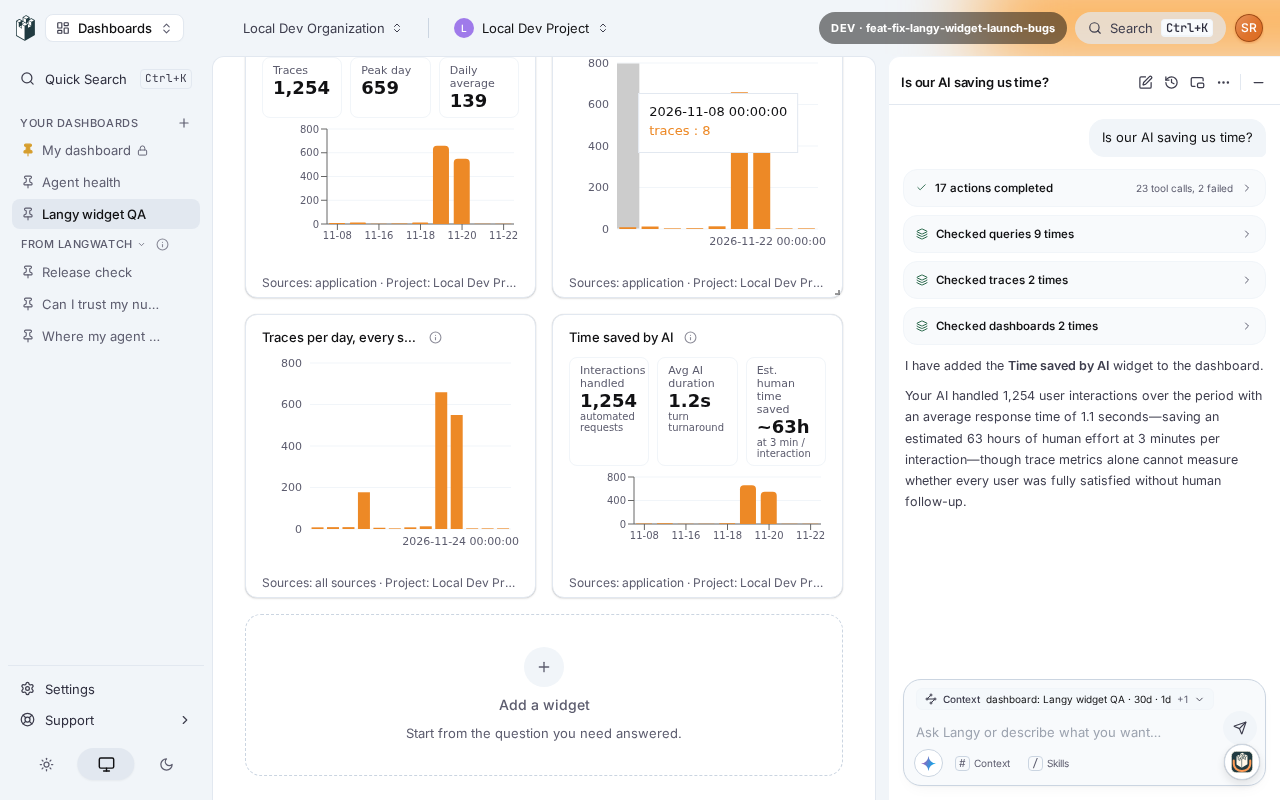 Dashboards
Local Dev Organization
L
Local Dev Project
DEV · feat-fix-langy-widget-launch-bugs
Search Ctrl+K
SR
Quick Search Ctrl+K
YOUR DASHBOARDS
My dashboard
Agent health
Langy widget QA
FROM LANGWATCH
Release check
Can I trust my nu...
Where my agent ...
Settings
Support
Traces
1,254
Peak day
659
Daily
average
139
800
600
400
200
0
11-08 11-16 11-18 11-20 11-22
Sources: application · Project: Local Dev Pr...
800
600
400
200
0
2026-11-08 00:00:00
traces : 8
2026-11-22 00:00:00
Sources: application · Project: Local Dev Pr...
Traces per day, every s...
800
600
400
200
0
2026-11-24 00:00:00
Sources: all sources · Project: Local Dev Pr...
Time saved by AI
Interactions
handled
1,254
automated
requests
Avg AI
duration
1.2s
turn
turnaround
Est.
human
time
saved
~63h
at 3 min /
interaction
800
400
0
11-08 11-16 11-18 11-20 11-22
Sources: application · Project: Local Dev Pr...
Add a widget
Start from the question you need answered.
Is our AI saving us time?
Is our AI saving us time?
17 actions completed 23 tool calls, 2 failed
Checked queries 9 times
Checked traces 2 times
Checked dashboards 2 times
I have added the Time saved by AI widget to the dashboard.
Your AI handled 1,254 user interactions over the period with
an average response time of 1.1 seconds—saving an
estimated 63 hours of human effort at 3 minutes per
interaction—though trace metrics alone cannot measure
whether every user was fully satisfied without human
follow-up.
Context dashboard: Langy widget QA · 30d · 1d +1
Ask Langy or describe what you want...
# Context / Skills